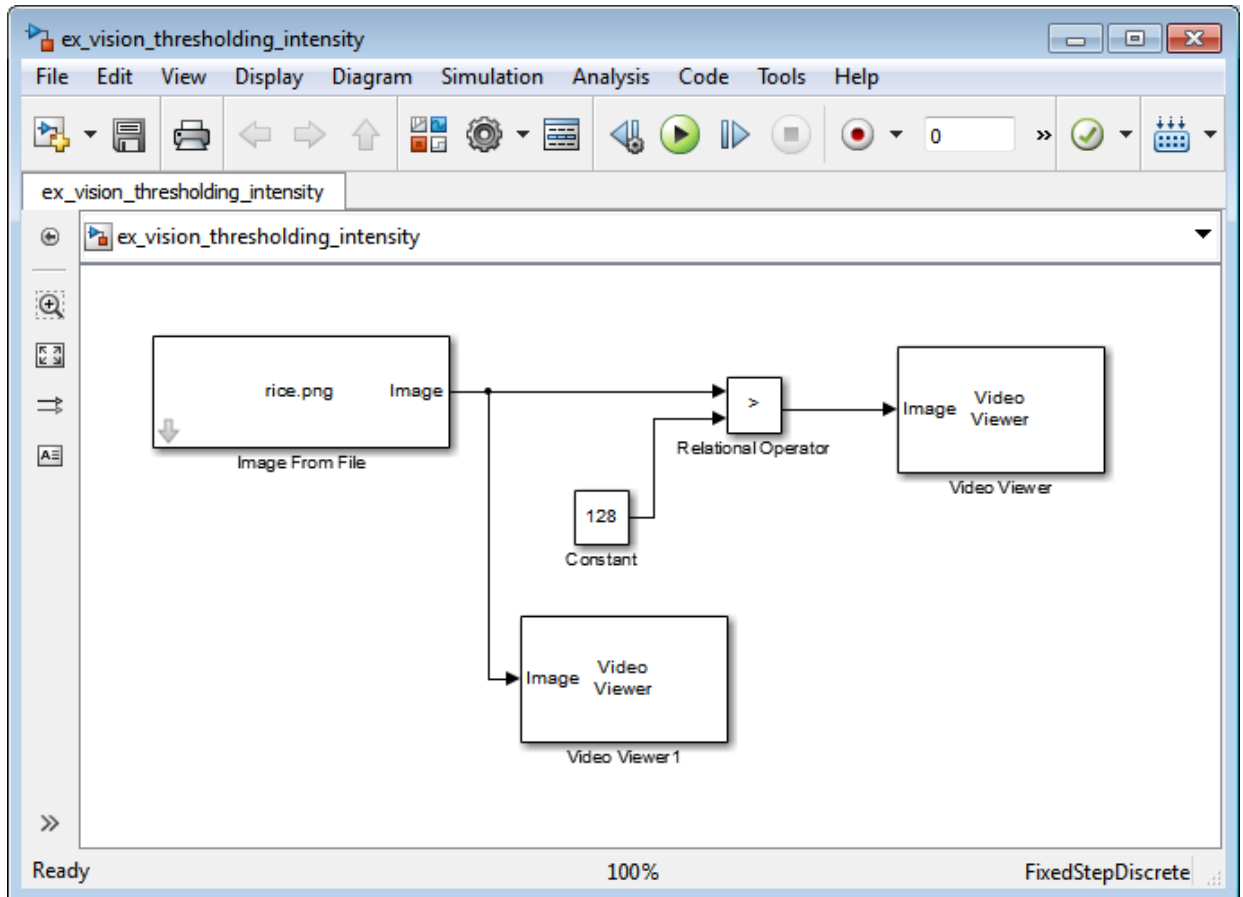 ex_vision_thresholding_intensity
File Edit View Display Diagram Simulation Analysis Code Tools Help
0
ex_vision_thresholding_intensity
ex_vision_thresholding_intensity
rice.png Image
Image From File
>
Relational Operator
Image Video
Viewer
Video Viewer
128
Constant
Image Video
Viewer
Video Viewer1
Ready 100% FixedStepDiscrete